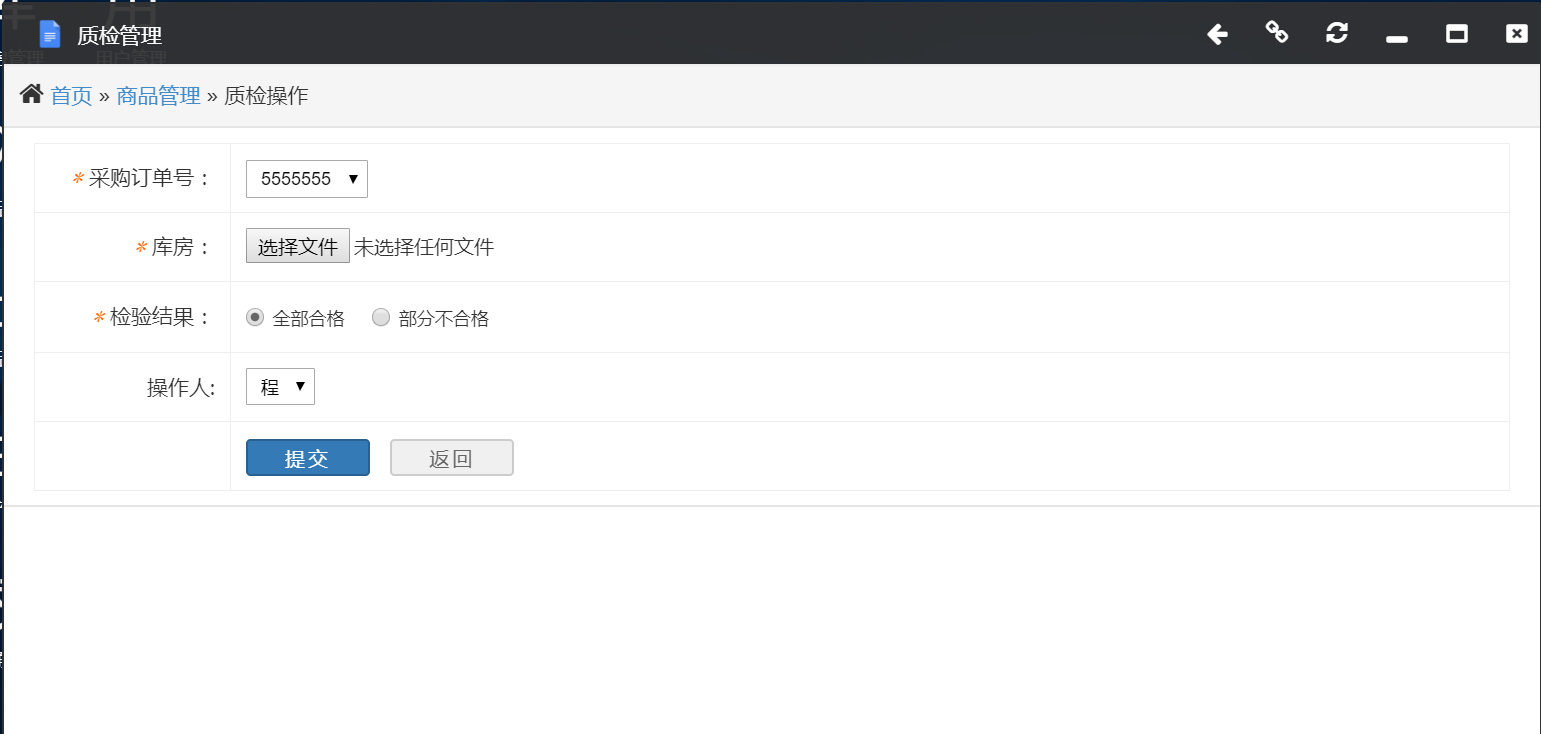 质检管理
首页 » 商品管理 » 质检操作
*采购订单号： 5555555
*库房： 选择文件 未选择任何文件
*检验结果： 全部合格 部分不合格
操作人: 程
提交 返回